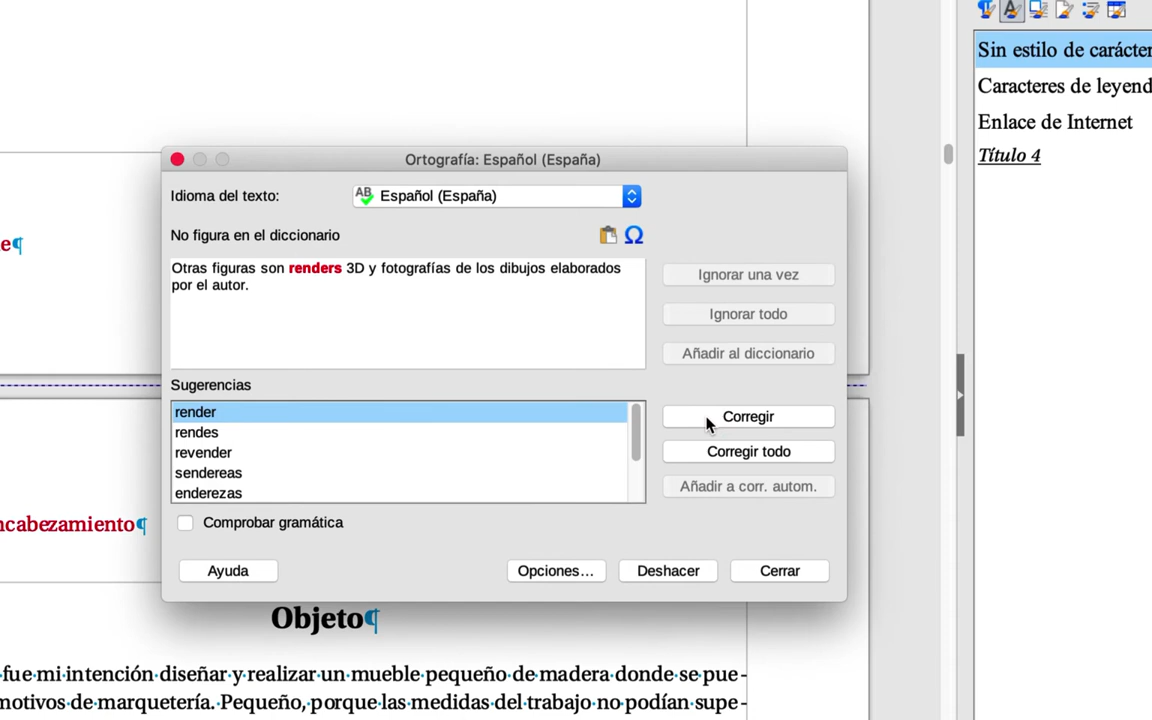 Sin estilo de carácter
Caracteres de leyend
Enlace de Internet
Título 4
e¶
ncabezamiento¶
Ortografía: Español (España)
Idioma del texto:
Español (España)
No figura en el diccionario
Otras figuras son renders 3D y fotografías de los dibujos elaborados
por el autor.
Ignorar una vez
Ignorar todo
Añadir al diccionario
Sugerencias
render
rendes
revender
sendereas
enderezas
Corregir
Corregir todo
Añadir a corr. autom.
Comprobar gramática
Ayuda
Opciones…
Deshacer
Cerrar
Objeto¶
·fue·mi·intención·diseñar·y·realizar·un·mueble·pequeño·de·madera·donde·se·pue-
motivos·de·marquetería.·Pequeño,·porque·las·medidas·del·trabajo·no·podían·supe-